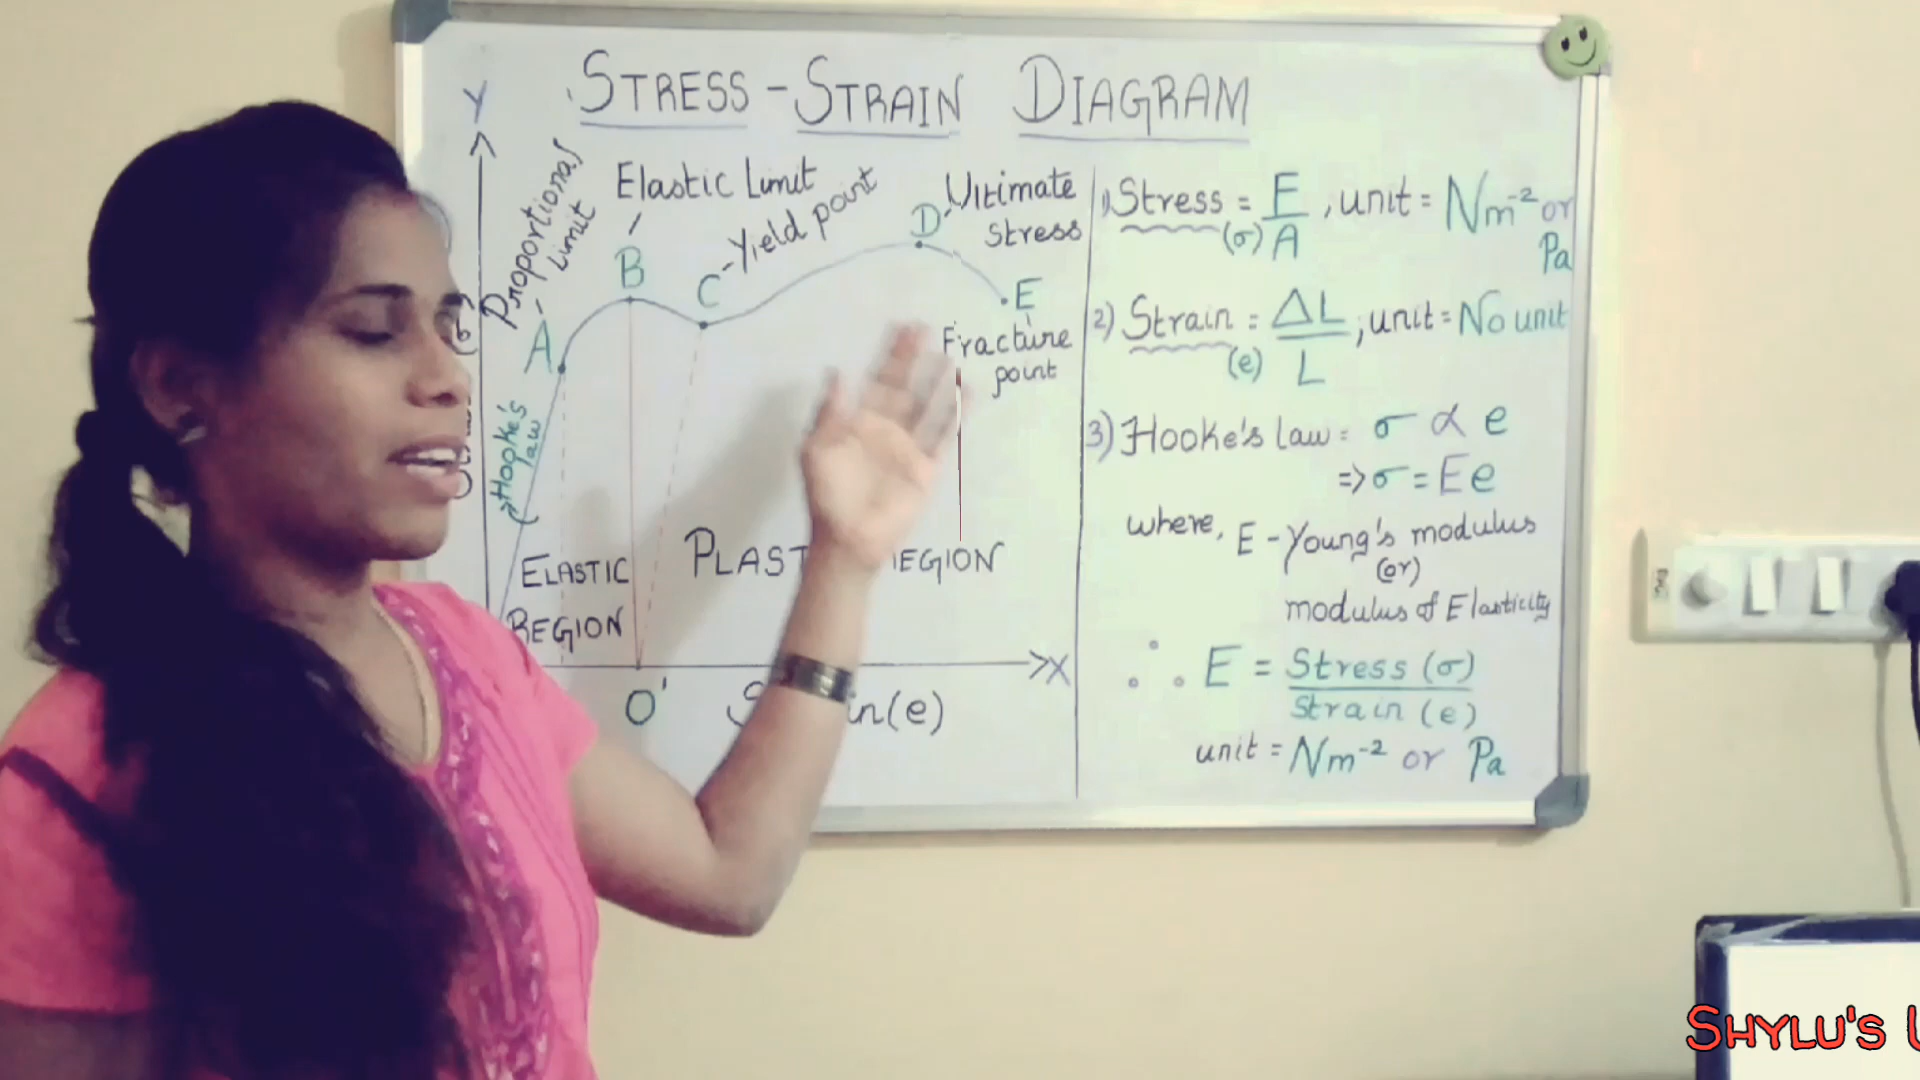 STRESS-STRAIN DIAGRAM
Y
Proportional
Limit
Elastic Limit
Yield point
Ultimate
Stress
A
B
C
D
E
Fracture
point
(σ)
Hooke's
Law
ELASTIC
REGION
PLAST EGION
X
O'
in(e)
1) Stress = F/A , unit = Nm⁻² or
(σ)
Pa
2) Strain = ΔL/L ; unit = No unit
(e)
3) Hooke's law = σ ∝ e
⇒ σ = Ee
where, E - Young's modulus
(or)
modulus of Elasticity
∴ E = Stress (σ)/Strain (e)
unit = Nm⁻² or Pa
SHYLU'S